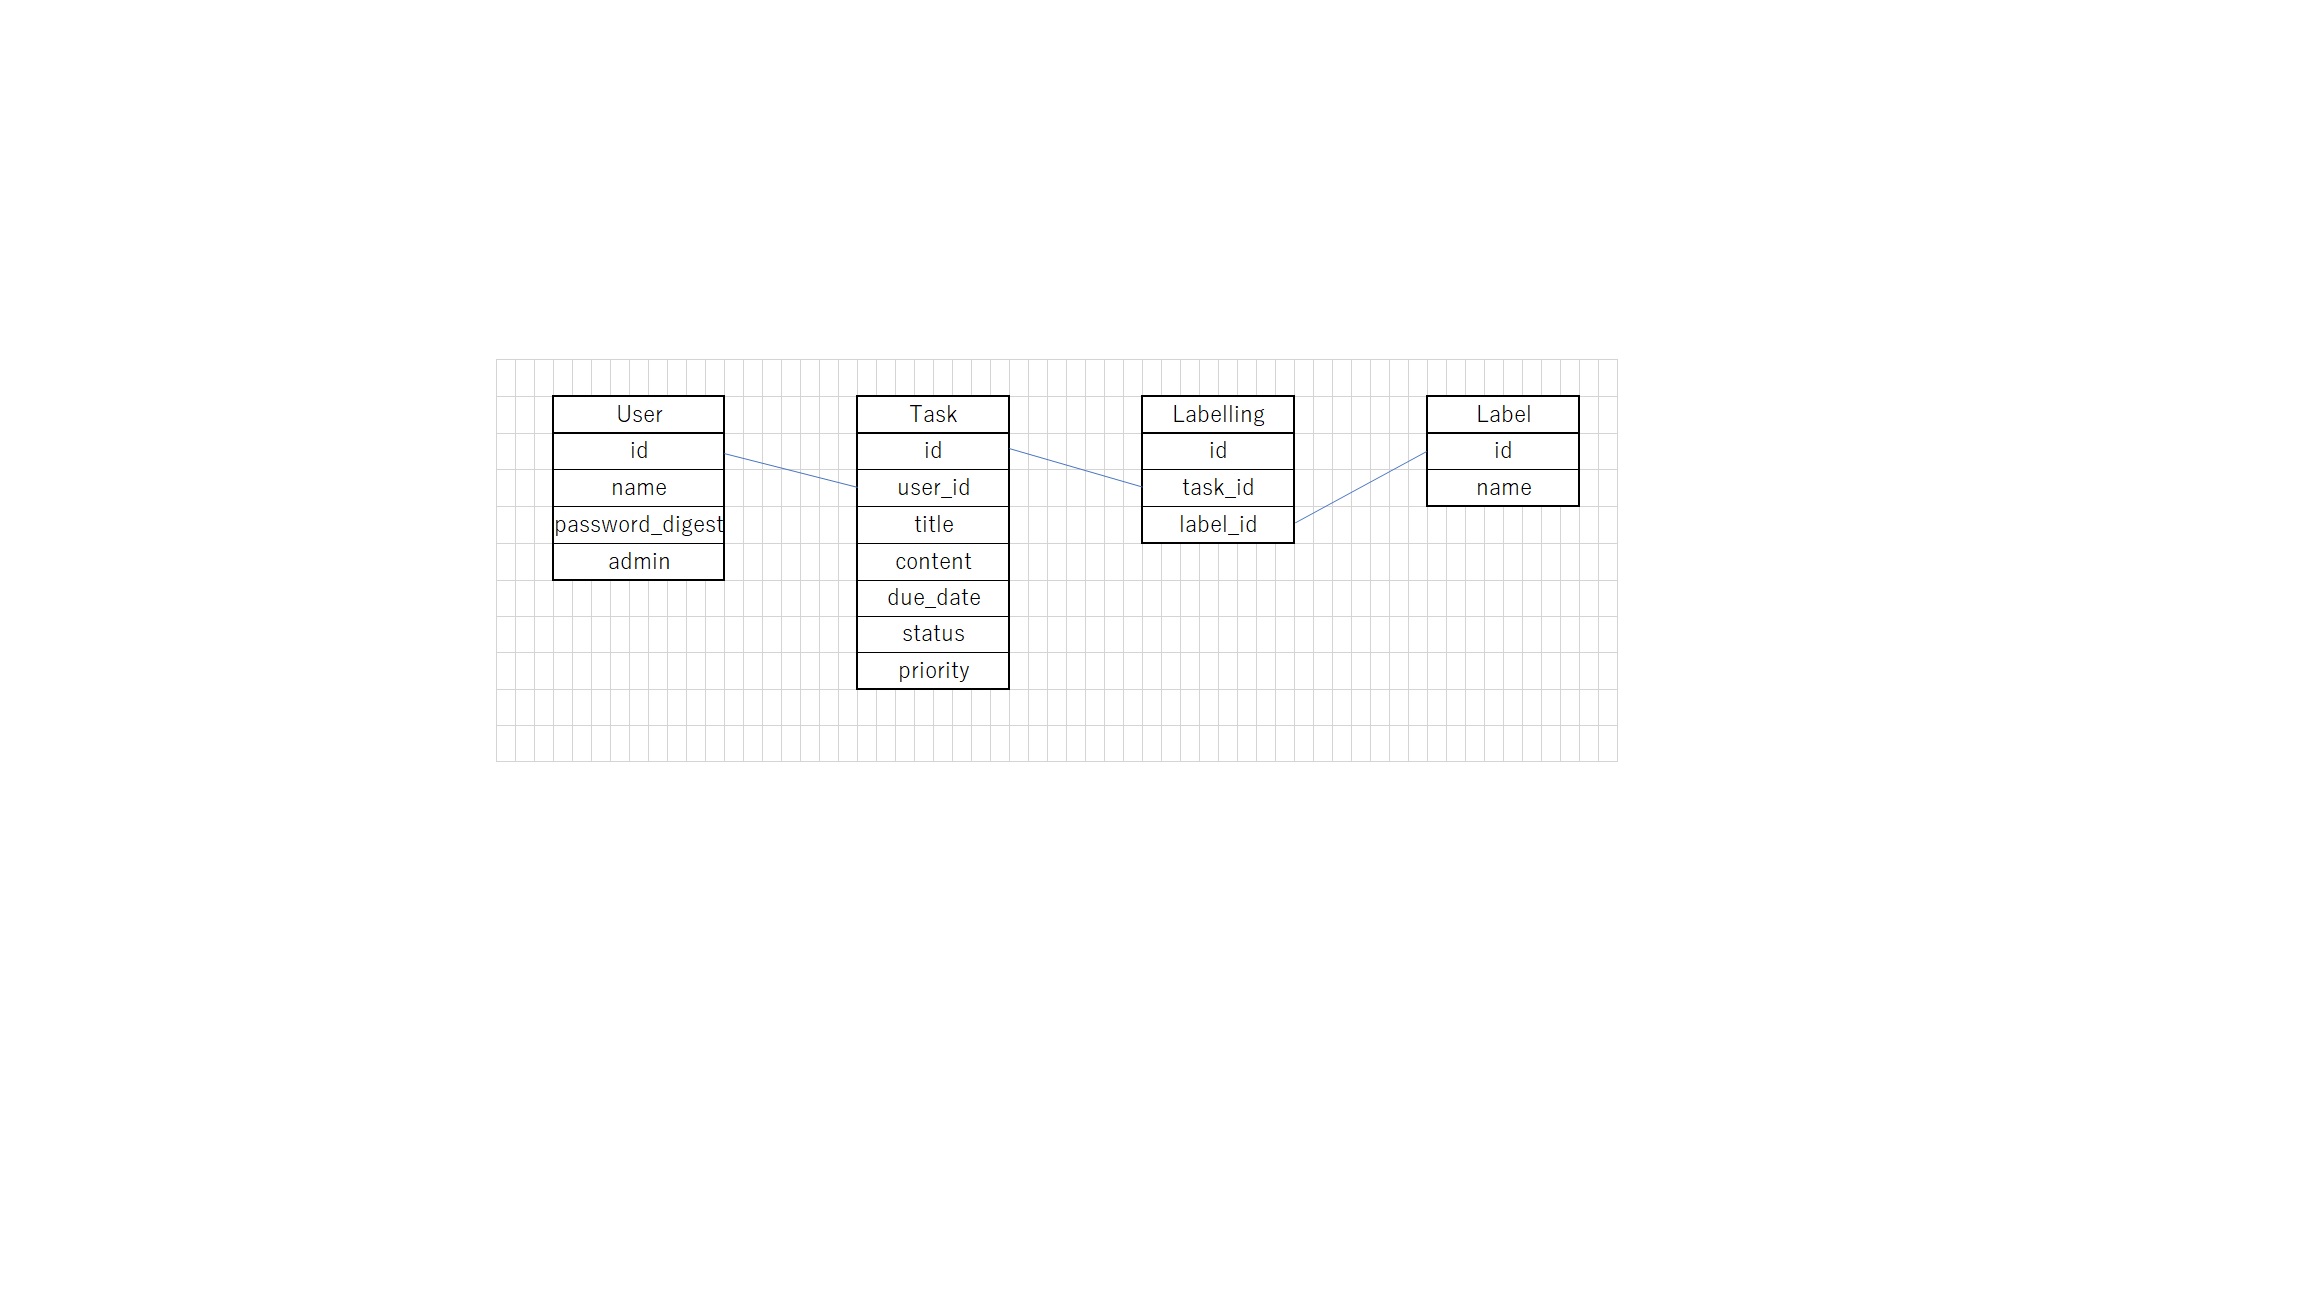 User
id
name
password_digest
admin
Task
id
user_id
title
content
due_date
status
priority
Labelling
id
task_id
label_id
Label
id
name